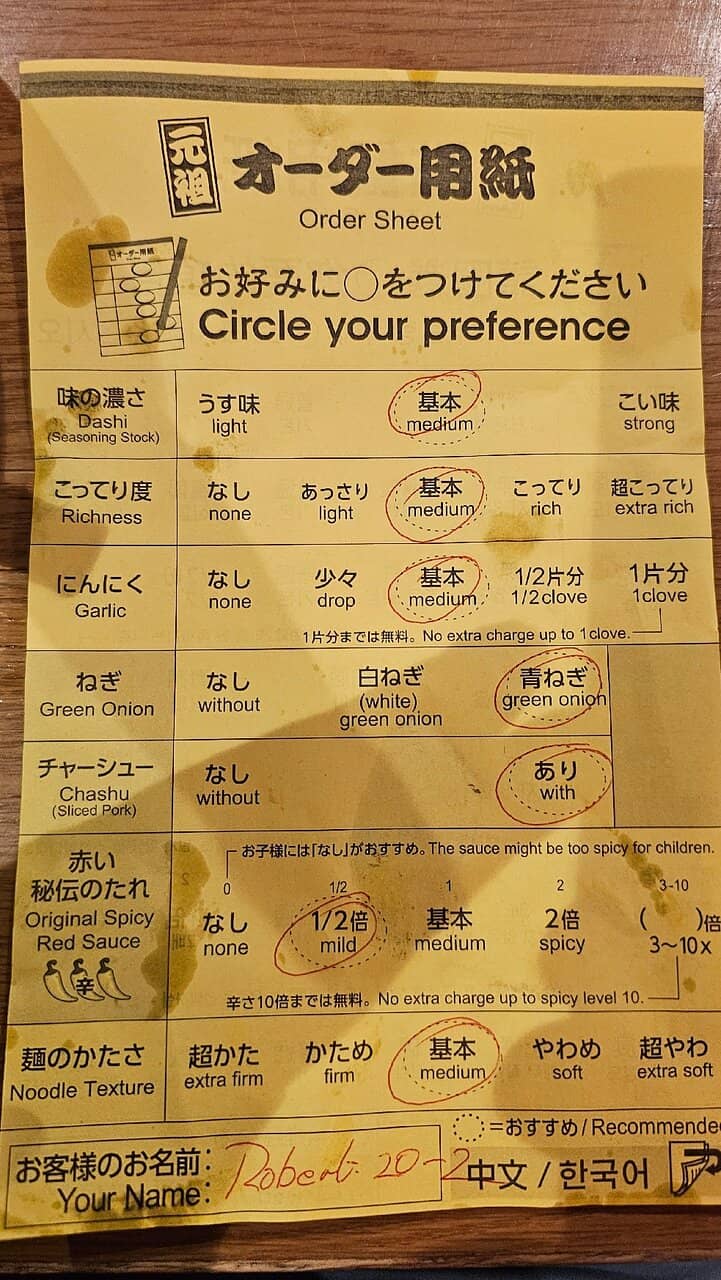 元祖 オーダー用紙
Order Sheet
お好みに○をつけてください
Circle your preference
味の濃さ うす味 基本 こい味
Dashi light medium strong
(Seasoning Stock)
こってり度 なし あっさり 基本 こってり 超こってり
Richness none light medium rich extra rich
にんにく なし 少々 基本 1/2片分 1片分
Garlic none drop medium 1/2clove 1clove
1片分までは無料。No extra charge up to 1clove.
ねぎ なし 白ねぎ 青ねぎ
Green Onion without (white) green onion
green onion
チャーシュー なし あり
Chashu without with
(Sliced Pork)
お子様には「なし」がおすすめ。The sauce might be too spicy for children.
0 1/2 1 2 3-10
赤い
秘伝のたれ なし 1/2倍 基本 2倍 ( )倍
Original Spicy none mild medium spicy 3～10x
Red Sauce
辛
辛さ10倍までは無料。No extra charge up to spicy level 10.
麺のかたさ 超かた かため 基本 やわめ 超やわ
Noodle Texture extra firm firm medium soft extra soft
=おすすめ/Recommende
お客様のお名前: Robert 20-2
Your Name:
中文 / 한국어